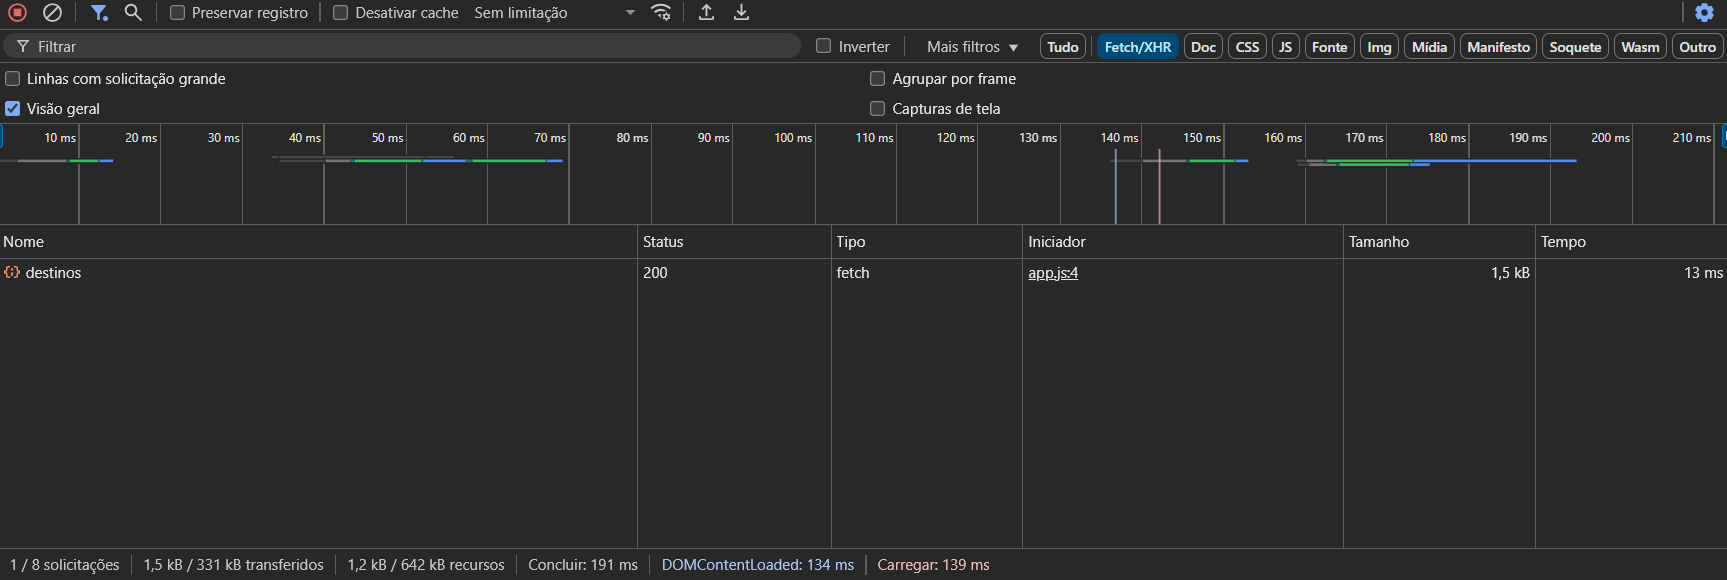 Preservar registro Desativar cache Sem limitação
Filtrar Inverter Mais filtros Tudo Fetch/XHR Doc CSS JS Fonte Img Mídia Manifesto Soquete Wasm Outro
Linhas com solicitação grande Agrupar por frame
Visão geral Capturas de tela
10 ms 20 ms 30 ms 40 ms 50 ms 60 ms 70 ms 80 ms 90 ms 100 ms 110 ms 120 ms 130 ms 140 ms 150 ms 160 ms 170 ms 180 ms 190 ms 200 ms 210 ms
Nome Status Tipo Iniciador Tamanho Tempo
destinos 200 fetch app.js:4 1,5 kB 13 ms
1 / 8 solicitações 1,5 kB / 331 kB transferidos 1,2 kB / 642 kB recursos Concluir: 191 ms DOMContentLoaded: 134 ms Carregar: 139 ms